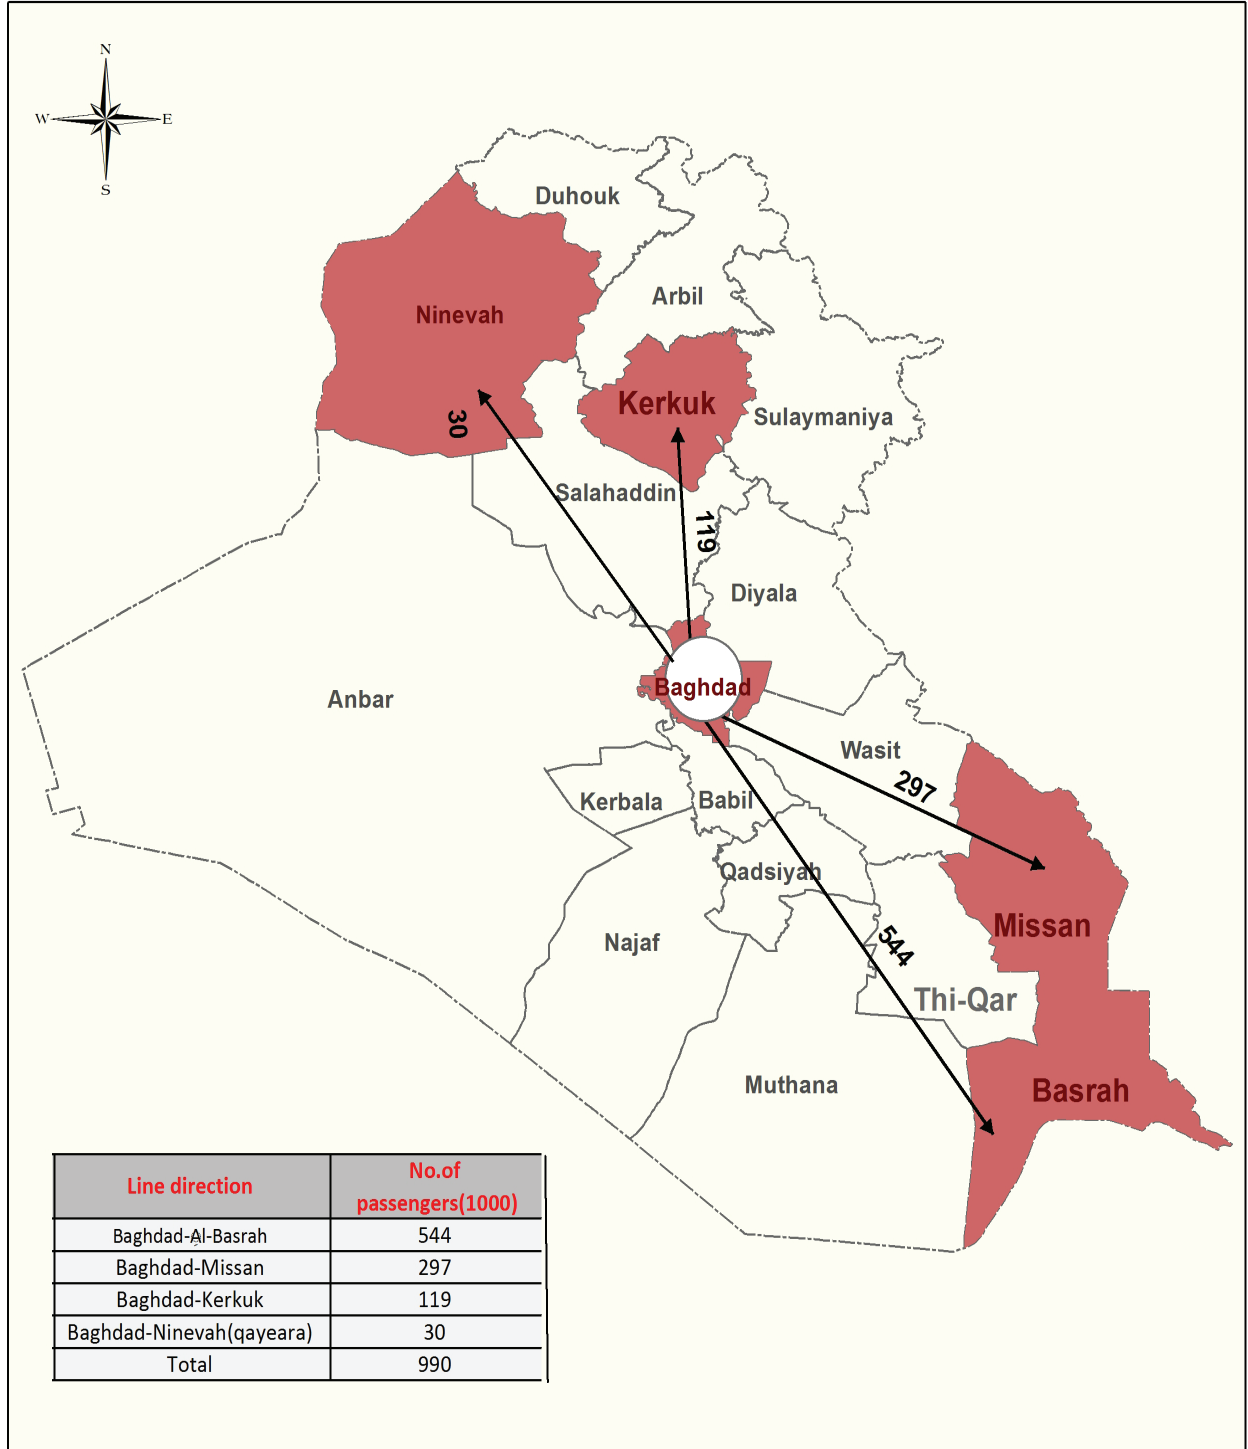 N
W E
S
Duhouk
Arbil
Ninevah
Kerkuk
Sulaymaniya
30
Salahaddin
119
Diyala
Baghdad
Anbar
Wasit
297
Kerbala
Babil
Qadsiyah
Missan
Najaf
544
Thi-Qar
Muthana
Basrah
Line direction No.of
passengers(1000)
Baghdad-Al-Basrah 544
Baghdad-Missan 297
Baghdad-Kerkuk 119
Baghdad-Ninevah(qayeara) 30
Total 990